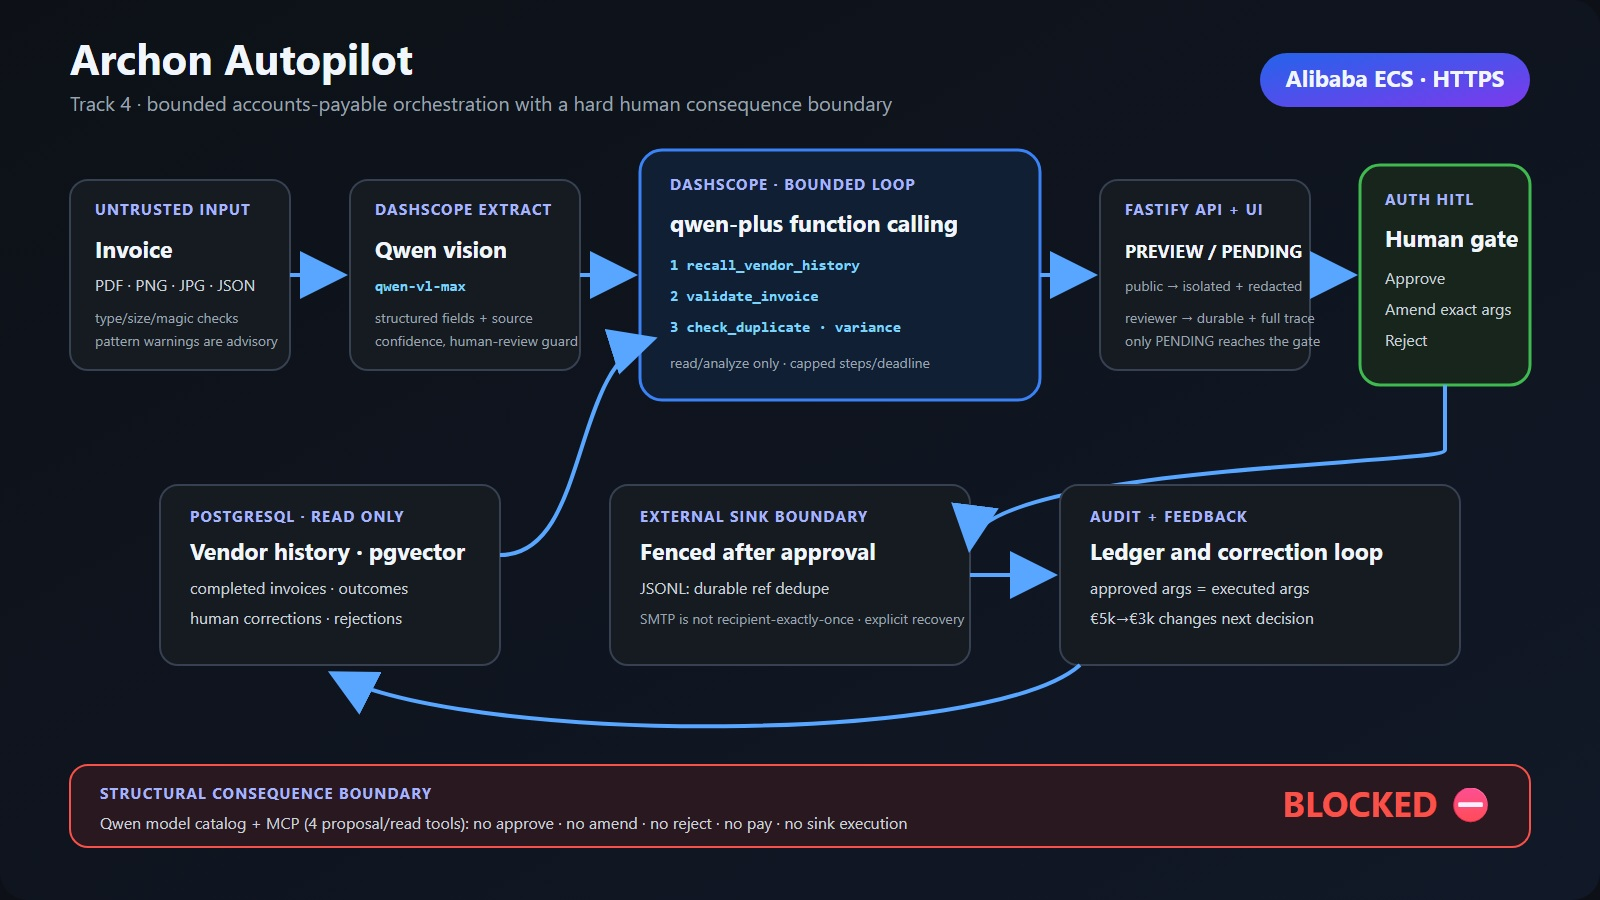 Archon Autopilot
Track 4 · bounded accounts-payable orchestration with a hard human consequence boundary
Alibaba ECS · HTTPS
UNTRUSTED INPUT
Invoice
PDF · PNG · JPG · JSON
type/size/magic checks
pattern warnings are advisory
DASHSCOPE EXTRACT
Qwen vision
qwen-vl-max
structured fields + source
confidence, human-review guard
DASHSCOPE · BOUNDED LOOP
qwen-plus function calling
1 recall_vendor_history
2 validate_invoice
3 check_duplicate · variance
read/analyze only · capped steps/deadline
FASTIFY API + UI
PREVIEW / PENDING
public → isolated + redacted
reviewer → durable + full trace
only PENDING reaches the gate
AUTH HITL
Human gate
Approve
Amend exact args
Reject
POSTGRESQL · READ ONLY
Vendor history · pgvector
completed invoices · outcomes
human corrections · rejections
EXTERNAL SINK BOUNDARY
Fenced after approval
JSONL: durable ref dedupe
SMTP is not recipient-exactly-once · explicit recovery
AUDIT + FEEDBACK
Ledger and correction loop
approved args = executed args
€5k→€3k changes next decision
STRUCTURAL CONSEQUENCE BOUNDARY
Qwen model catalog + MCP (4 proposal/read tools): no approve · no amend · no reject · no pay · no sink execution
BLOCKED ⛔